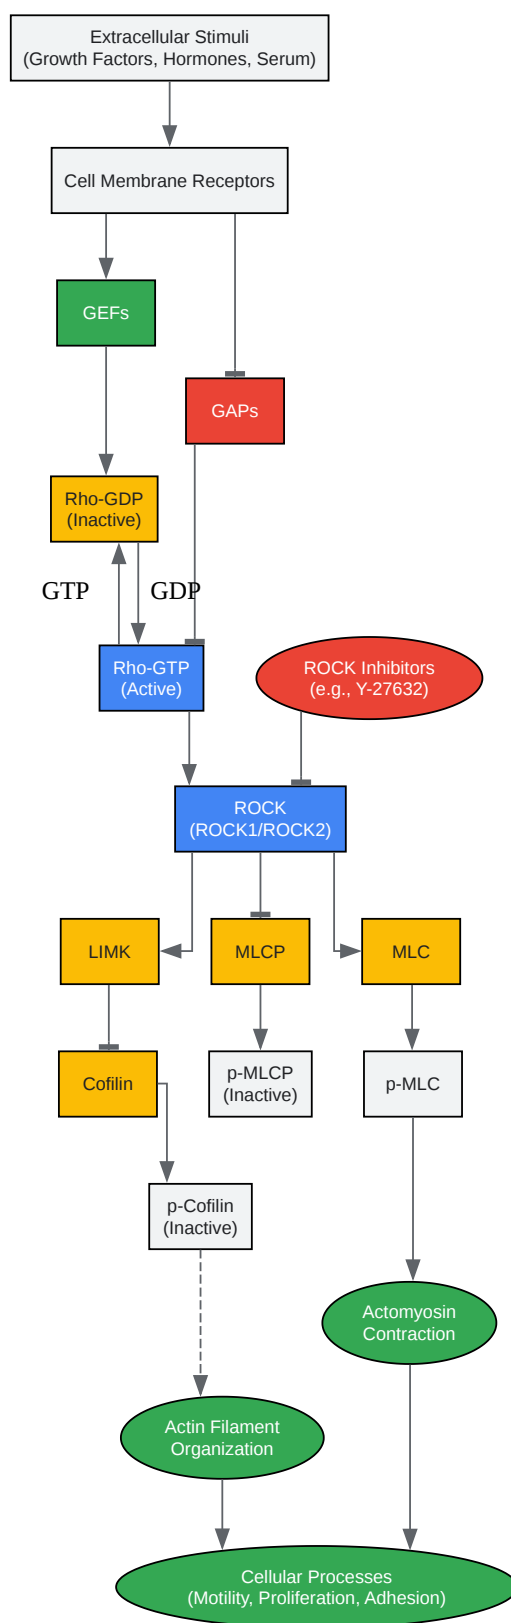 Extracellular Stimuli
(Growth Factors, Hormones, Serum)
Cell Membrane Receptors
GEFs
GAPs
Rho-GDP
(Inactive)
GTP
GDP
Rho-GTP
(Active)
ROCK Inhibitors
(e.g., Y-27632)
ROCK
(ROCK1/ROCK2)
LIMK
MLCP
MLC
Cofilin
p-MLCP
(Inactive)
p-MLC
p-Cofilin
(Inactive)
Actomyosin
Contraction
Actin Filament
Organization
Cellular Processes
(Motility, Proliferation, Adhesion)